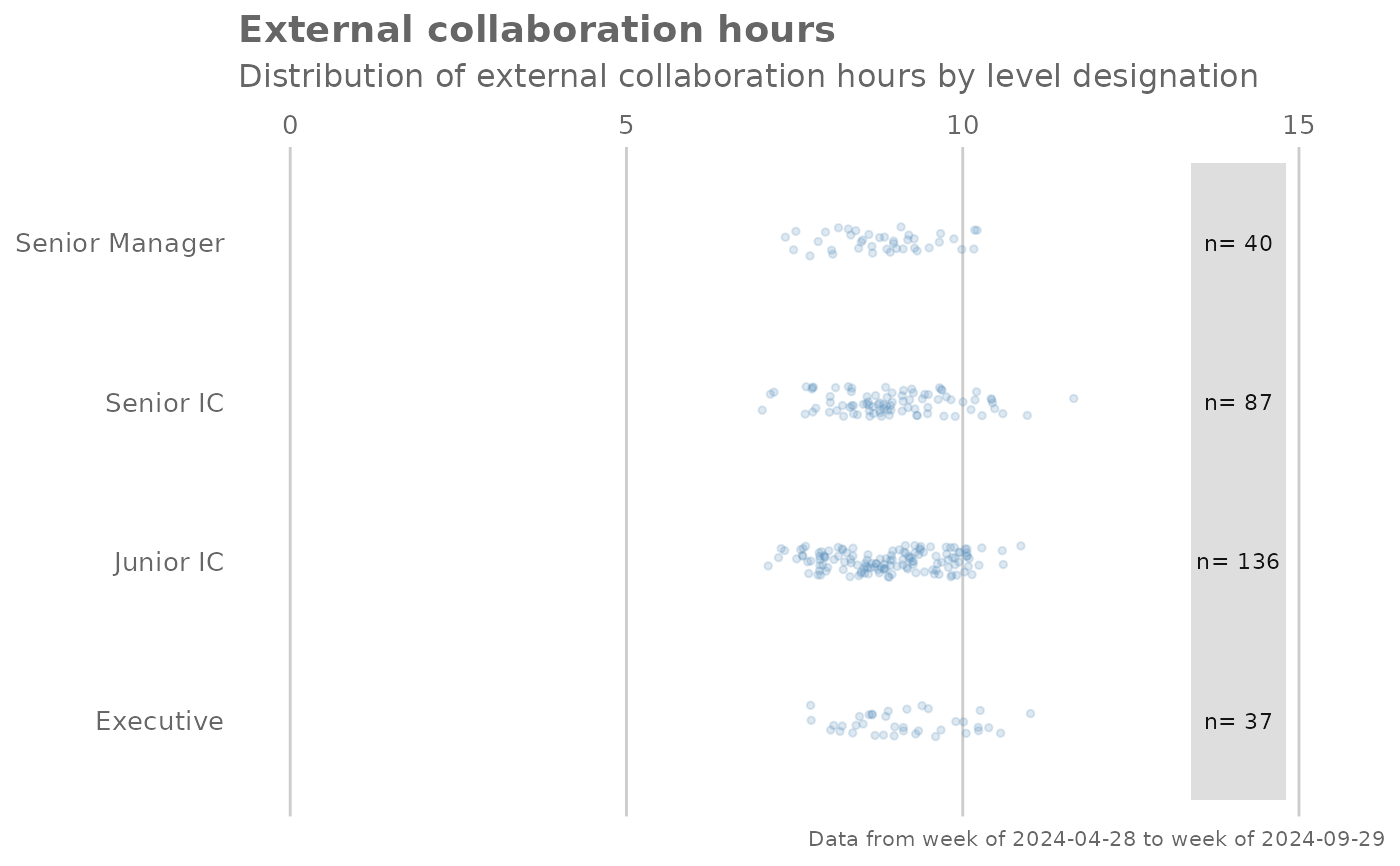 External collaboration hours
Distribution of external collaboration hours by level designation
0 5 10 15
Senior Manager n= 40
Senior IC n= 87
Junior IC n= 136
Executive n= 37
Data from week of 2024-04-28 to week of 2024-09-29